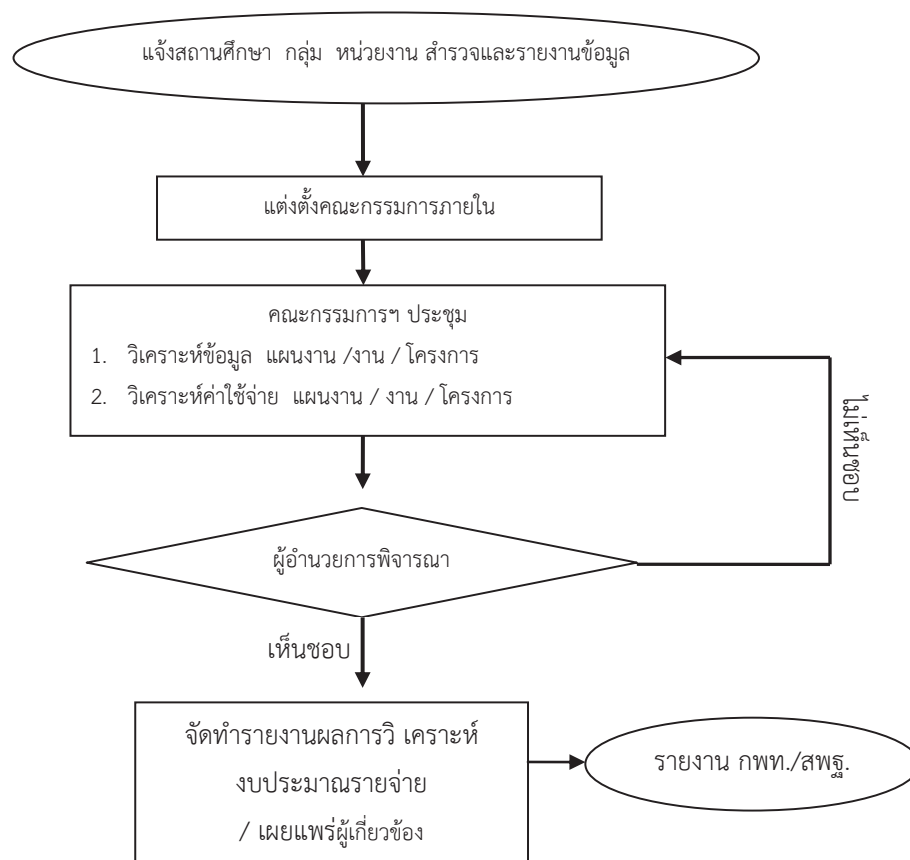 แจ้งสถานศึกษา กลุ่ม หน่วยงาน สำรวจและรายงานข้อมูล
แต่งตั้งคณะกรรมการภายใน
คณะกรรมการฯ ประชุม
1. วิเคราะห์ข้อมูล แผนงาน /งาน / โครงการ
2. วิเคราะห์ค่าใช้จ่าย แผนงาน / งาน / โครงการ
ไม่เห็นชอบ
ผู้อำนวยการพิจารณา
เห็นชอบ
จัดทำรายงานผลการวิ เคราะห์
งบประมาณรายจ่าย
/ เผยแพร่ผู้เกี่ยวข้อง
รายงาน กพท./สพฐ.